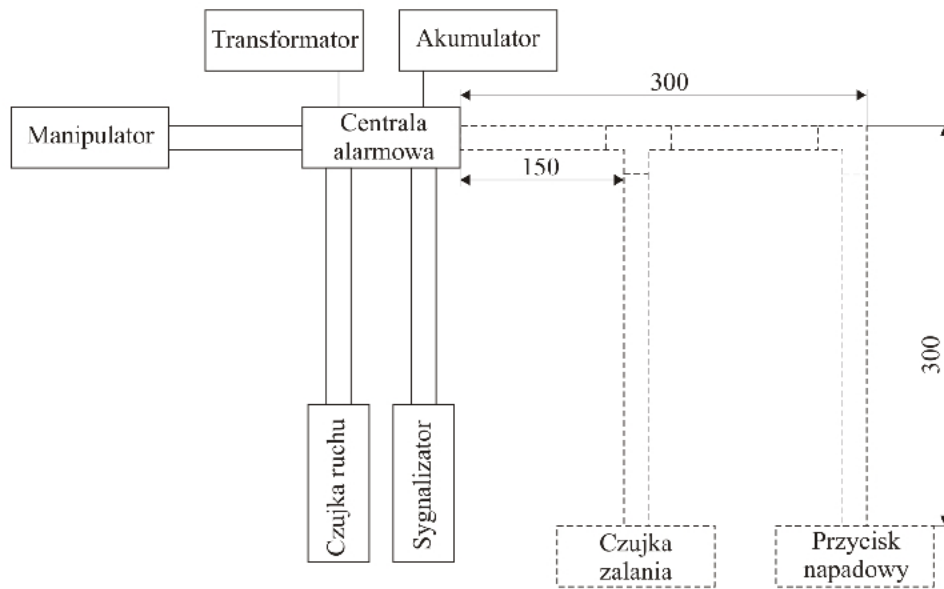 Transformator
Akumulator
300
Manipulator
Centrala
alarmowa
150
300
Czujka ruchu
Sygnalizator
Czujka
zalania
Przycisk
napadowy